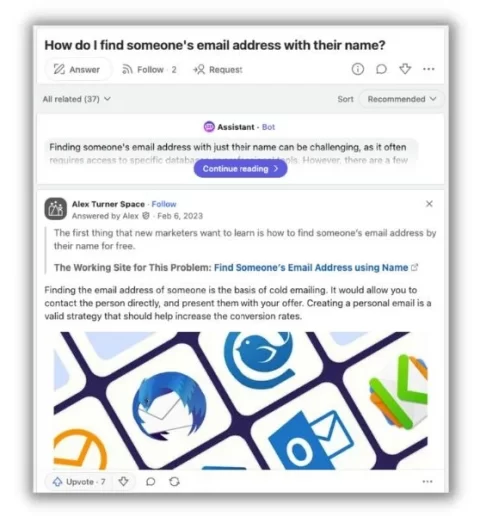 How do I find someone's email address with their name?
Answer Follow · 2 Request
All related (37) Sort Recommended
Assistant · Bot
Finding someone's email address with just their name can be challenging, as it often
requires access to specific databases or professional tools. However, there are a few
Continue reading
Alex Turner Space · Follow
Answered by Alex · Feb 6, 2023
The first thing that new marketers want to learn is how to find someone's email address by
their name for free.
The Working Site for This Problem: Find Someone's Email Address using Name
Finding the email address of someone is the basis of cold emailing. It would allow you to
contact the person directly, and present them with your offer. Creating a personal email is a
valid strategy that should help increase the conversion rates.
Upvote · 7